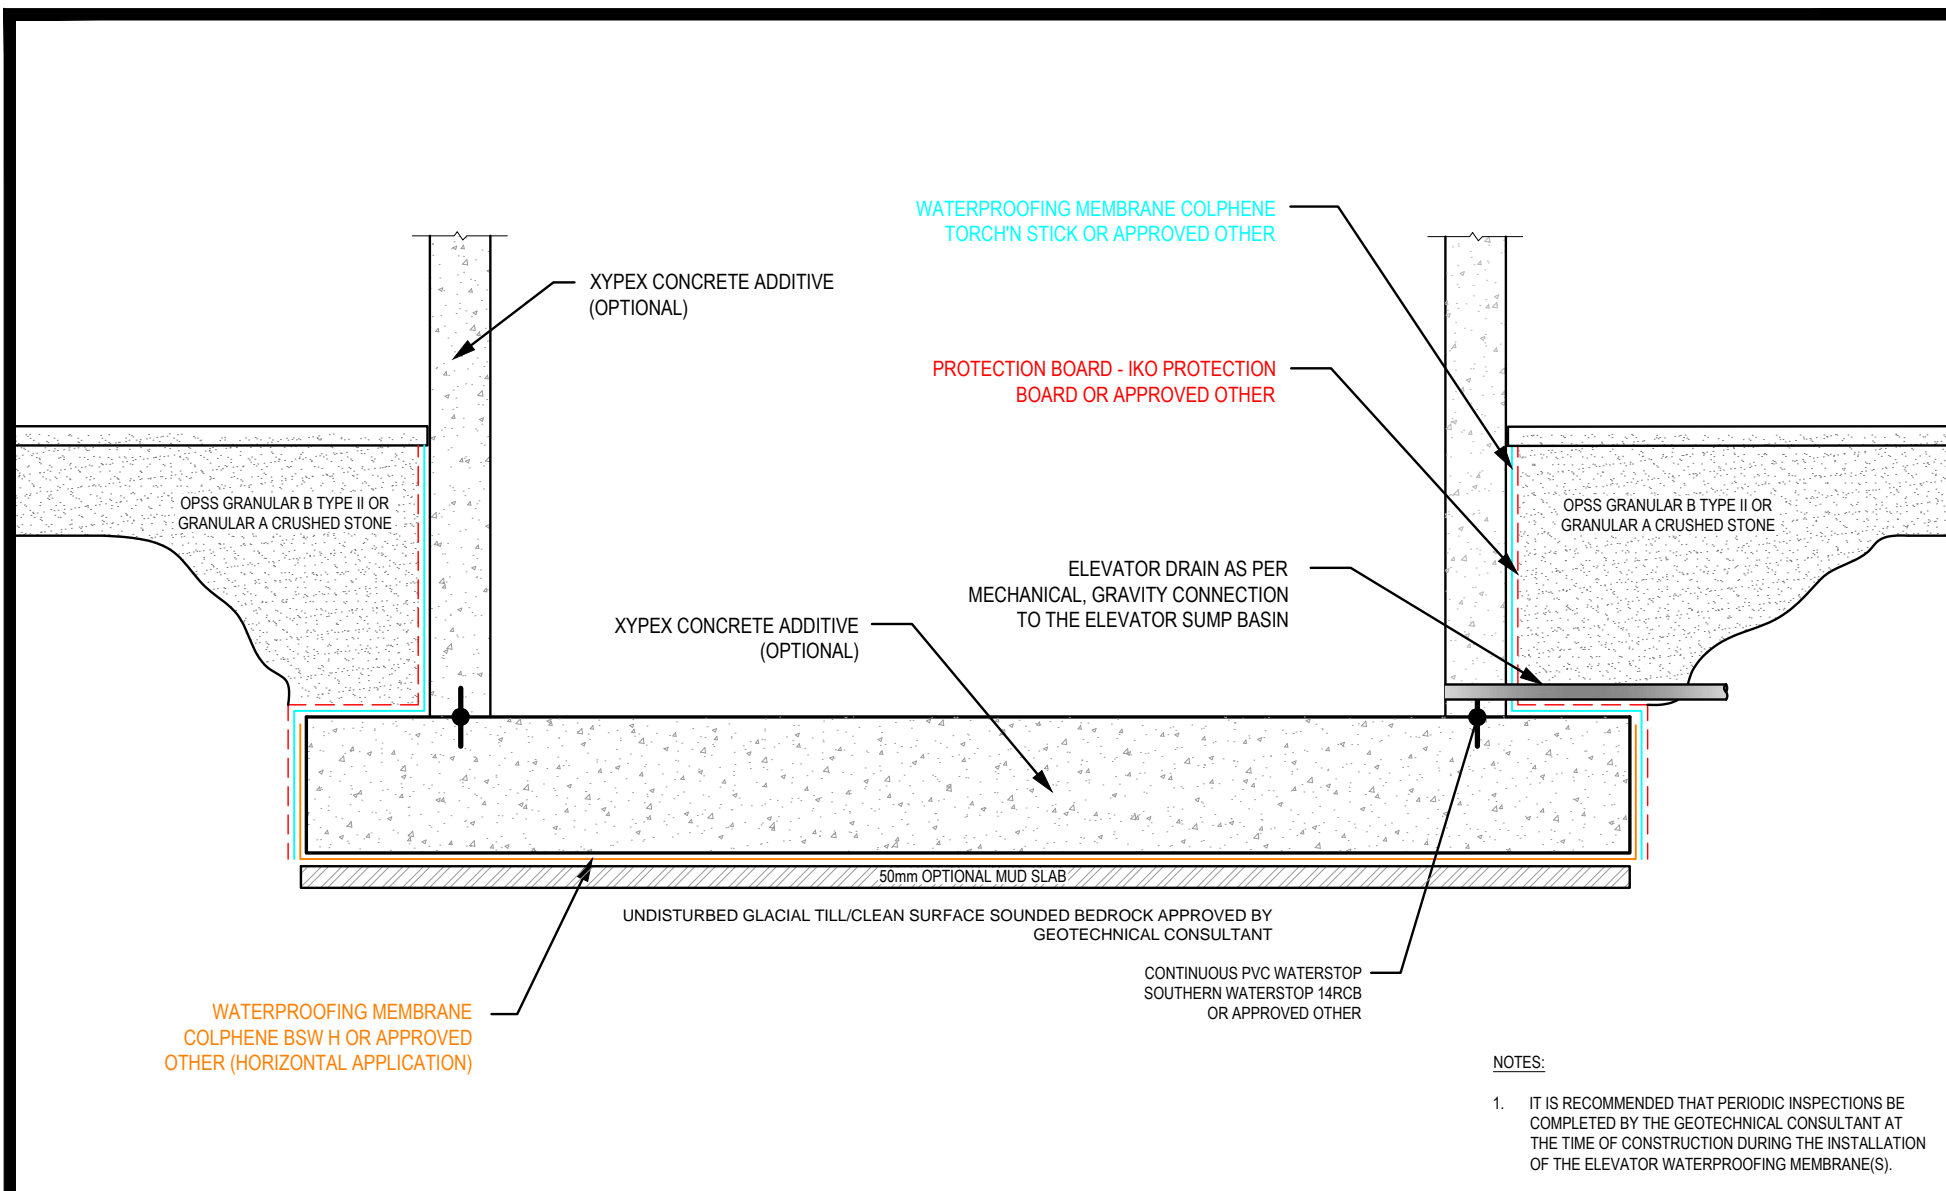 WATERPROOFING MEMBRANE COLPHENE
TORCH'N STICK OR APPROVED OTHER
XYPEX CONCRETE ADDITIVE
(OPTIONAL)
PROTECTION BOARD - IKO PROTECTION
BOARD OR APPROVED OTHER
OPSS GRANULAR B TYPE II OR
GRANULAR A CRUSHED STONE
OPSS GRANULAR B TYPE II OR
GRANULAR A CRUSHED STONE
ELEVATOR DRAIN AS PER
MECHANICAL, GRAVITY CONNECTION
TO THE ELEVATOR SUMP BASIN
XYPEX CONCRETE ADDITIVE
(OPTIONAL)
50mm OPTIONAL MUD SLAB
UNDISTURBED GLACIAL TILL/CLEAN SURFACE SOUNDED BEDROCK APPROVED BY
GEOTECHNICAL CONSULTANT
CONTINUOUS PVC WATERSTOP
SOUTHERN WATERSTOP 14RCB
OR APPROVED OTHER
WATERPROOFING MEMBRANE
COLPHENE BSW H OR APPROVED
OTHER (HORIZONTAL APPLICATION)
NOTES:
1. IT IS RECOMMENDED THAT PERIODIC INSPECTIONS BE
COMPLETED BY THE GEOTECHNICAL CONSULTANT AT
THE TIME OF CONSTRUCTION DURING THE INSTALLATION
OF THE ELEVATOR WATERPROOFING MEMBRANE(S).